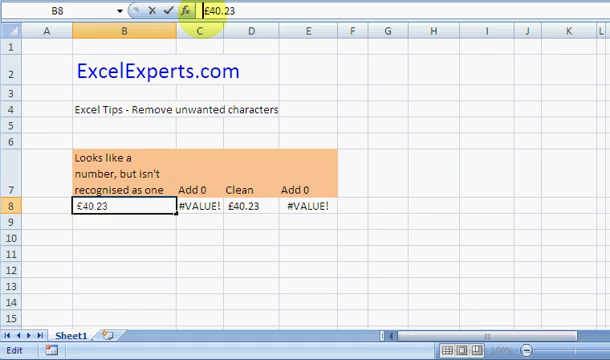 B8 fx £40.23
A B C D E F G H I J K L
1
2 ExcelExperts.com
3
4 Excel Tips - Remove unwanted characters
5
6
Looks like a
number, but isn't
7 recognised as one Add 0 Clean Add 0
8 £40.23 #VALUE! £40.23 #VALUE!
9
10
11
12
13
14
15
Sheet1
Edit 100%